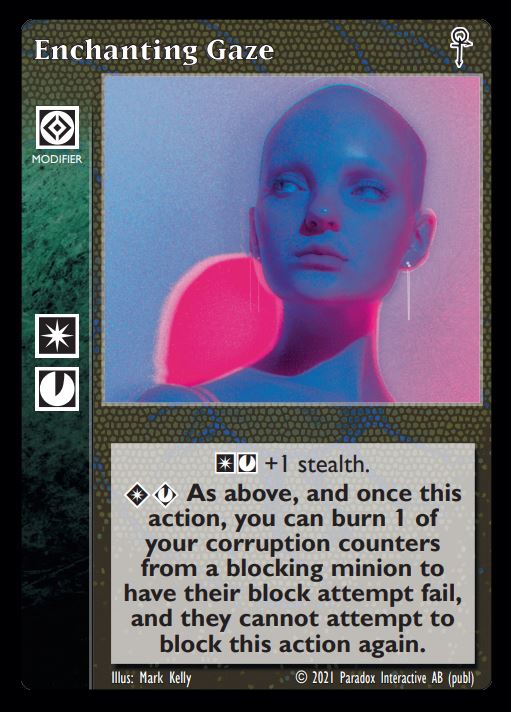 Enchanting Gaze
MODIFIER
+1 stealth.
As above, and once this
action, you can burn 1 of
your corruption counters
from a blocking minion to
have their block attempt fail,
and they cannot attempt to
block this action again.
Illus: Mark Kelly © 2021 Paradox Interactive AB (publ)